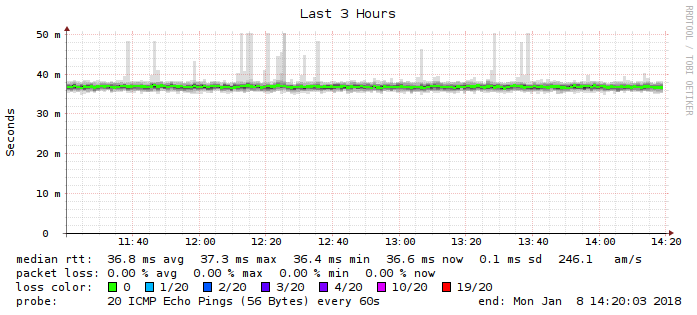 Last 3 Hours
RRDTOOL / TOBI OETIKER
Seconds
50 m
40 m
30 m
20 m
10 m
0
11:40 12:00 12:20 12:40 13:00 13:20 13:40 14:00 14:20
median rtt: 36.8 ms avg 37.3 ms max 36.4 ms min 36.6 ms now 0.1 ms sd 246.1 am/s
packet loss: 0.00 % avg 0.00 % max 0.00 % min 0.00 % now
loss color: 0 1/20 2/20 3/20 4/20 10/20 19/20
probe: 20 ICMP Echo Pings (56 Bytes) every 60s end: Mon Jan 8 14:20:03 2018